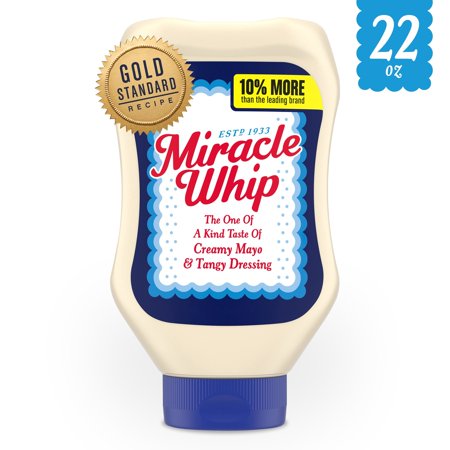 22
oz
GOLD
STANDARD
RECIPE
10% MORE
than the leading brand
ESTD 1933
Miracle
Whip
The One Of
A Kind Taste Of
Creamy Mayo
& Tangy Dressing